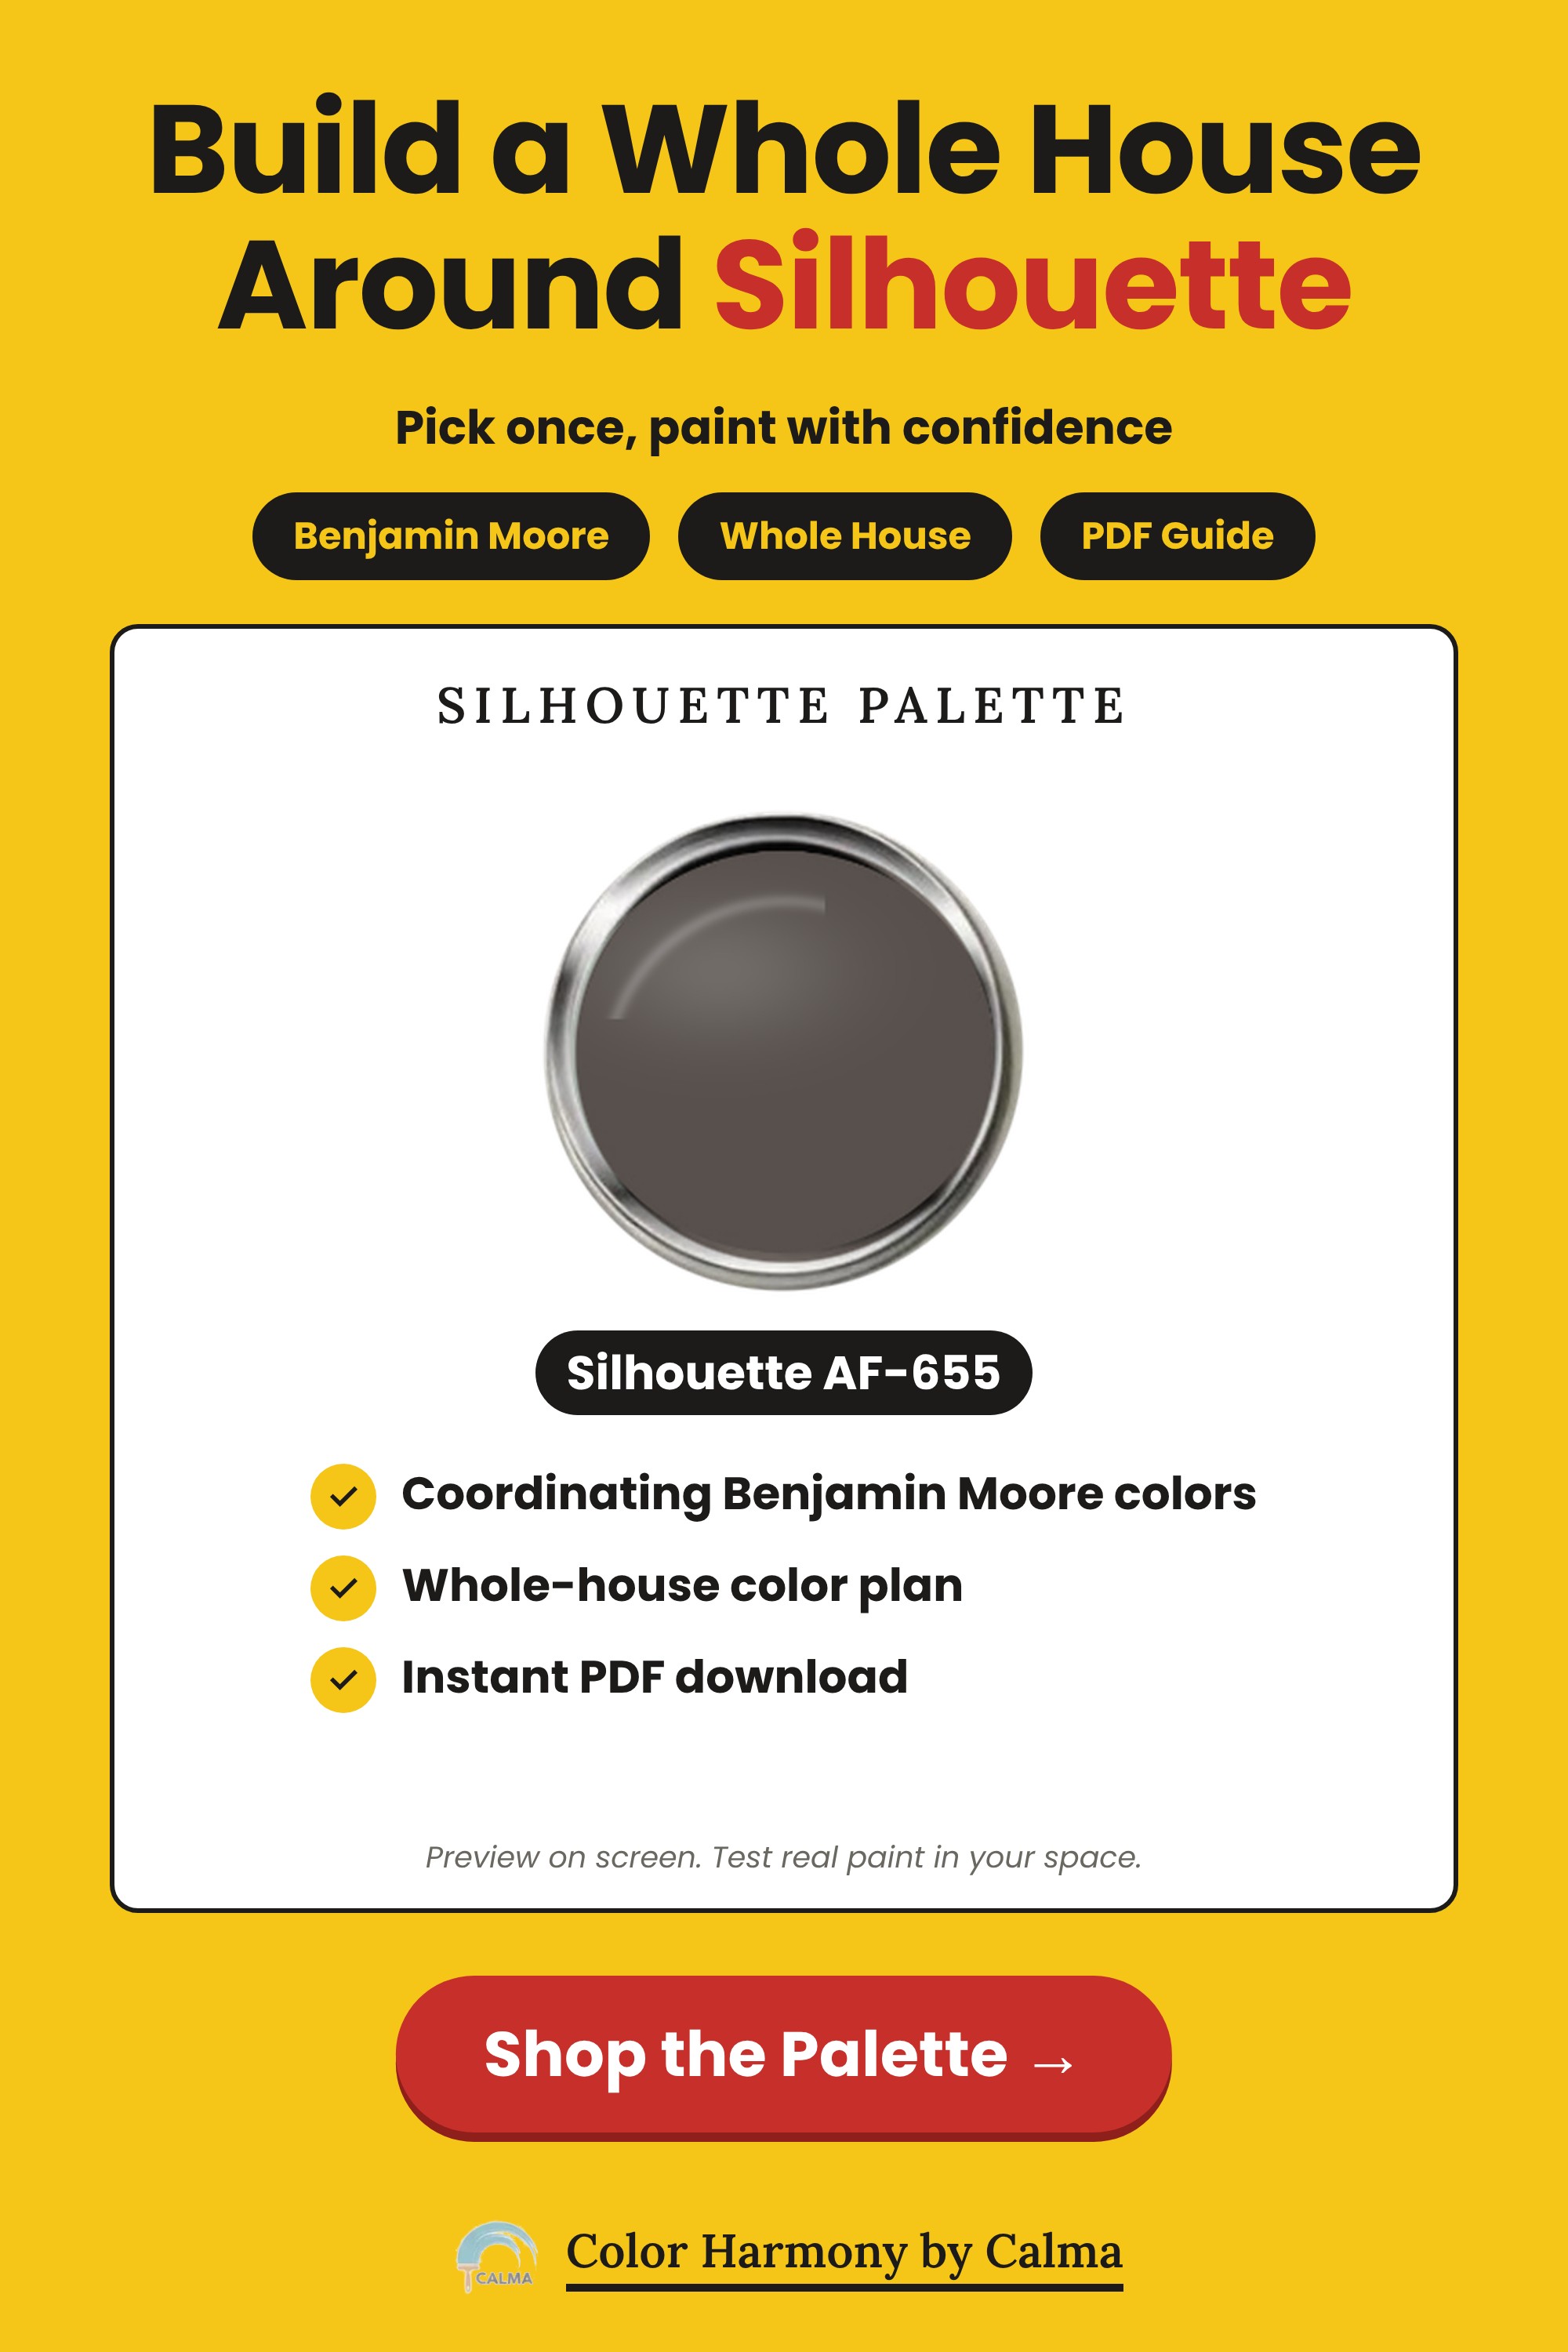 Build a Whole House
Around Silhouette
Pick once, paint with confidence
Benjamin Moore
Whole House
PDF Guide
SILHOUETTE PALETTE
Silhouette AF-655
Coordinating Benjamin Moore colors
Whole-house color plan
Instant PDF download
Preview on screen. Test real paint in your space.
Shop the Palette →
CALMA
Color Harmony by Calma